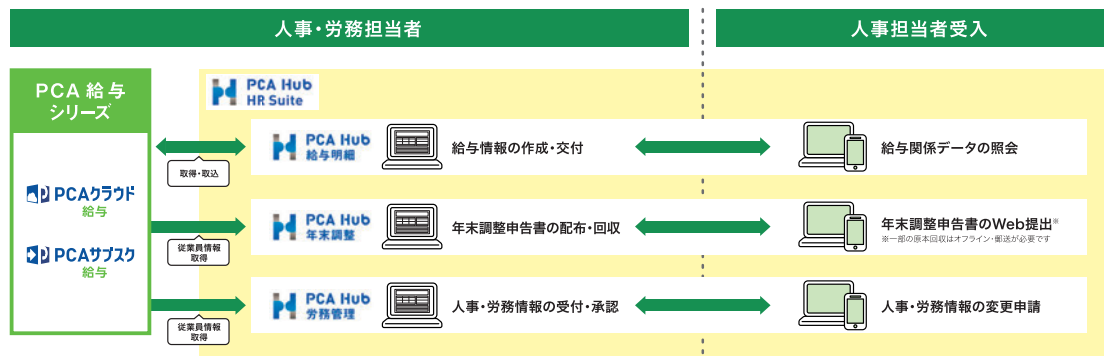 人事・労務担当者
人事担当者受入
PCA 給与
シリーズ
PCAクラウド
給与
PCAサブスク
給与
PCA Hub
HR Suite
取得・取込
PCA Hub
給与明細
給与情報の作成・交付
給与関係データの照会
従業員情報
取得
PCA Hub
年末調整
年末調整申告書の配布・回収
年末調整申告書のWeb提出※
※一部の原本回収はオフライン・郵送が必要です
従業員情報
取得
PCA Hub
労務管理
人事・労務情報の受付・承認
人事・労務情報の変更申請